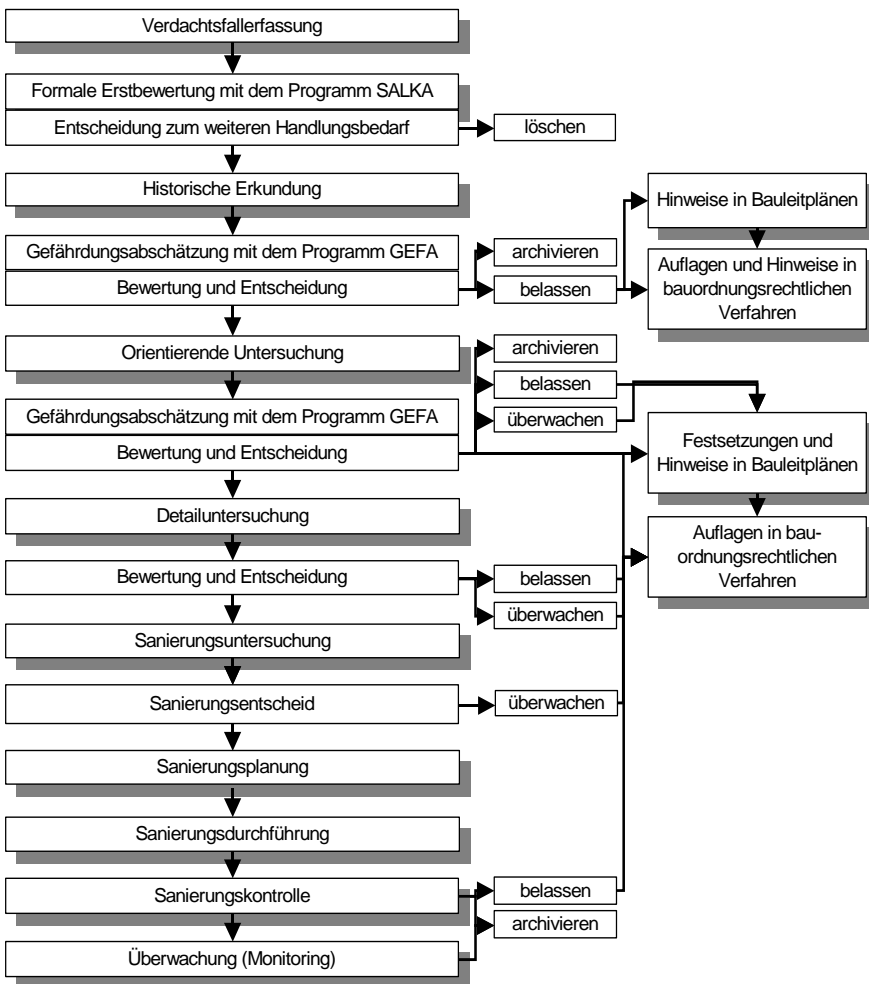 Verdachtsfallerfassung
Formale Erstbewertung mit dem Programm SALKA
Entscheidung zum weiteren Handlungsbedarf
löschen
Historische Erkundung
Hinweise in Bauleitplänen
Gefährdungsabschätzung mit dem Programm GEFA
archivieren
Bewertung und Entscheidung
belassen
Auflagen und Hinweise in
bauordnungsrechtlichen
Verfahren
Orientierende Untersuchung
archivieren
belassen
Gefährdungsabschätzung mit dem Programm GEFA
überwachen
Bewertung und Entscheidung
Festsetzungen und
Hinweise in Bauleitplänen
Detailuntersuchung
Auflagen in bau-
ordnungsrechtlichen
Verfahren
Bewertung und Entscheidung
belassen
überwachen
Sanierungsuntersuchung
Sanierungsentscheid
überwachen
Sanierungsplanung
Sanierungsdurchführung
Sanierungskontrolle
belassen
archivieren
Überwachung (Monitoring)